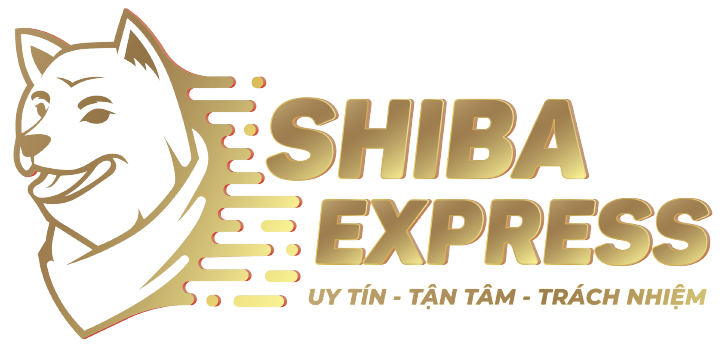 SHIBA
EXPRESS
UY TÍN - TẬN TÂM - TRÁCH NHIỆM